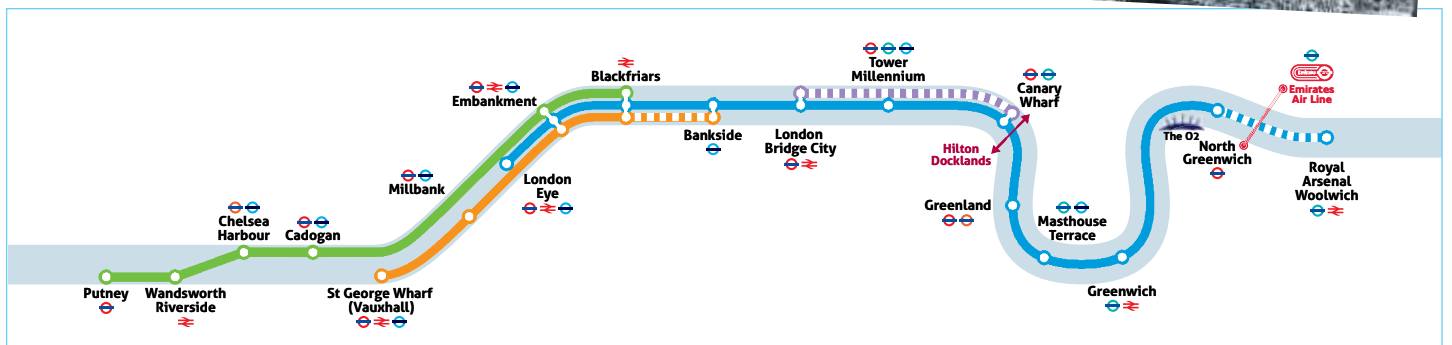 Putney
Wandsworth
Riverside
Chelsea
Harbour
Cadogan
St George Wharf
(Vauxhall)
Millbank
Embankment
London
Eye
Blackfriars
Bankside
London
Bridge City
Tower
Millennium
Canary
Wharf
Hilton
Docklands
Greenland
Masthouse
Terrace
Greenwich
The O2
North
Greenwich
Emirates
Air Line
Royal
Arsenal
Woolwich